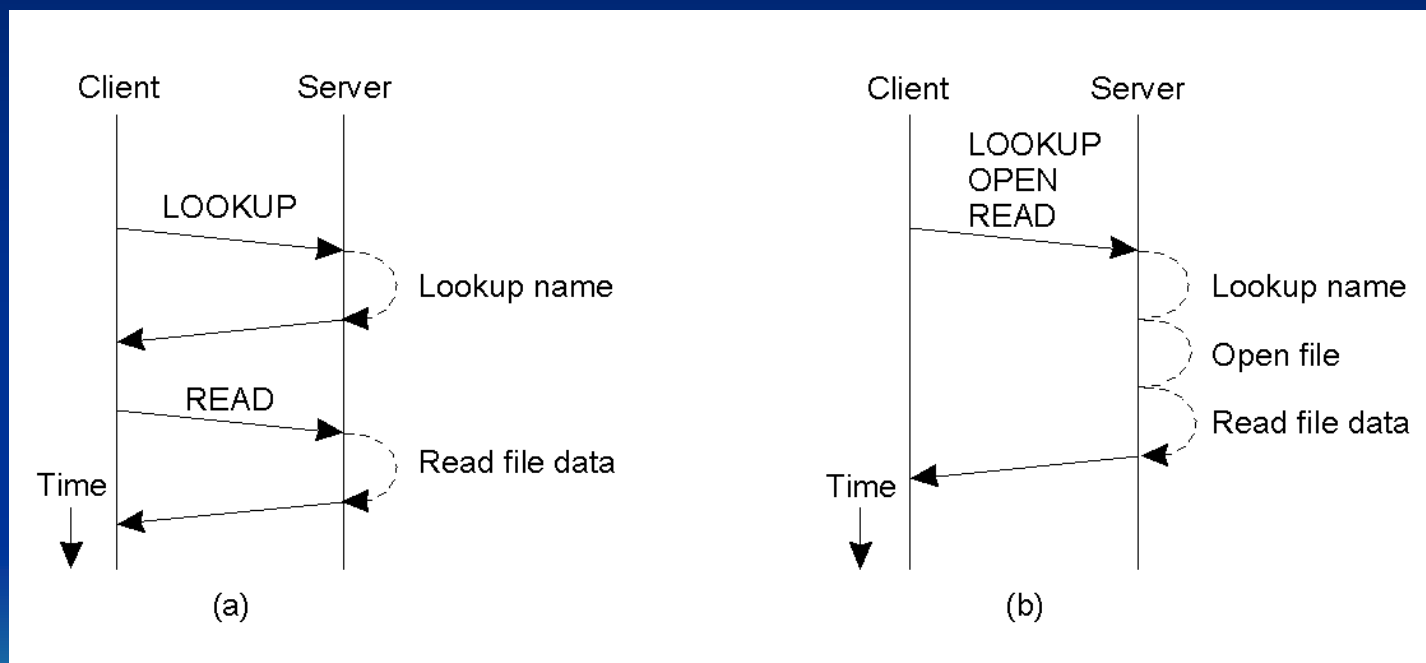 Client
Server
LOOKUP
Lookup name
READ
Read file data
Time
(a)
Client
Server
LOOKUP
OPEN
READ
Lookup name
Open file
Read file data
Time
(b)